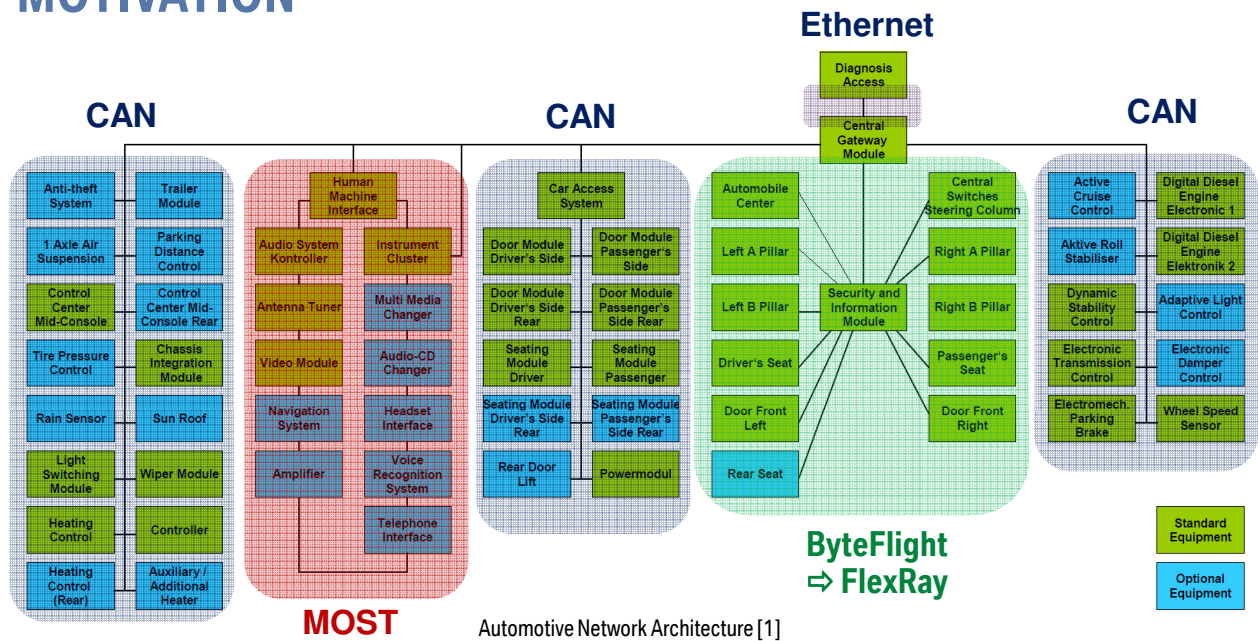 MOTIVATION
Ethernet
Diagnosis
Access
CAN
CAN
CAN
Central
Gateway
Module
Anti-theft
System
Trailer
Module
1 Axle Air
Suspension
Parking
Distance
Control
Control
Center
Mid-Console
Control
Center Mid-
Console Rear
Tire Pressure
Control
Chassis
Integration
Module
Rain Sensor
Sun Roof
Light
Switching
Module
Wiper Module
Heating
Control
Controller
Heating
Control
(Rear)
Auxiliary /
Additional
Heater
Human
Machine
Interface
Audio System
Kontroller
Instrument
Cluster
Antenna Tuner
Multi Media
Changer
Video Module
Audio-CD
Changer
Navigation
System
Headset
Interface
Amplifier
Voice
Recognition
System
Telephone
Interface
MOST
Car Access
System
Door Module
Driver's Side
Door Module
Passenger's
Side
Door Module
Driver's Side
Rear
Door Module
Passenger's
Side Rear
Seating
Module
Driver
Seating
Module
Passenger
Seating Module
Driver's Side
Rear
Seating Module
Passenger's
Side Rear
Rear Door
Lift
Powermodul
Automobile
Center
Central
Switches
Steering Column
Left A Pillar
Right A Pillar
Left B Pillar
Security and
Information
Module
Right B Pillar
Driver's Seat
Passenger's
Seat
Door Front
Left
Door Front
Right
Rear Seat
ByteFlight
⇨ FlexRay
Active
Cruise
Control
Digital Diesel
Engine
Electronic 1
Aktive Roll
Stabiliser
Digital Diesel
Engine
Elektronik 2
Dynamic
Stability
Control
Adaptive Light
Control
Electronic
Transmission
Control
Electronic
Damper
Control
Electromech.
Parking
Brake
Wheel Speed
Sensor
Standard
Equipment
Optional
Equipment
Automotive Network Architecture [1]